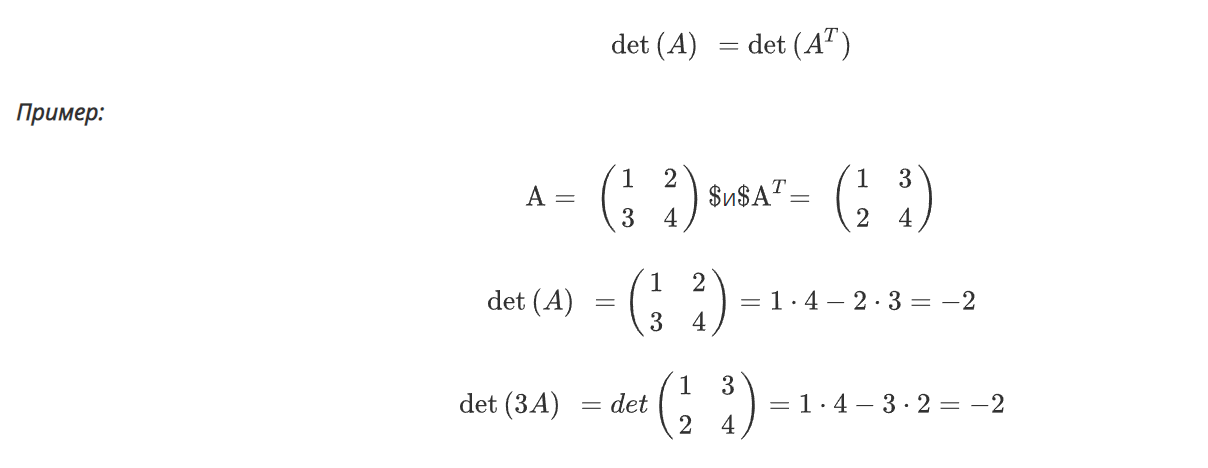 det (A) = det (A^T)
Пример:
A = (1 2; 3 4) $и$A^T = (1 3; 2 4)
det (A) = (1 2; 3 4) = 1 · 4 − 2 · 3 = −2
det (3A) = det (1 3; 2 4) = 1 · 4 − 3 · 2 = −2